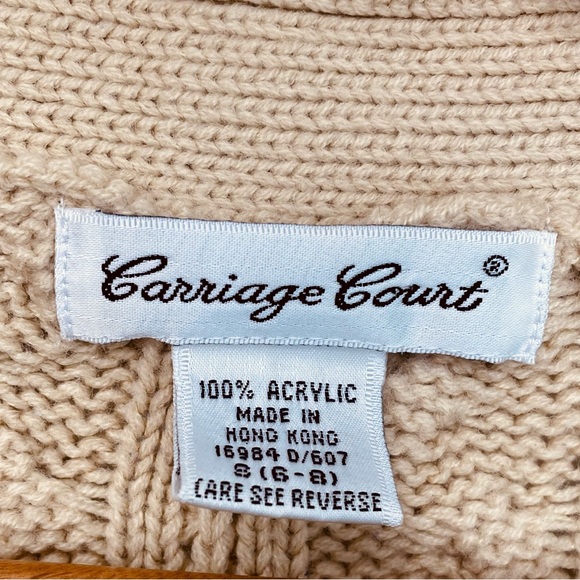 Carriage Court®
100% ACRYLIC
MADE IN
HONG KONG
16984 D/607
S (6-8)
CARE SEE REVERSE